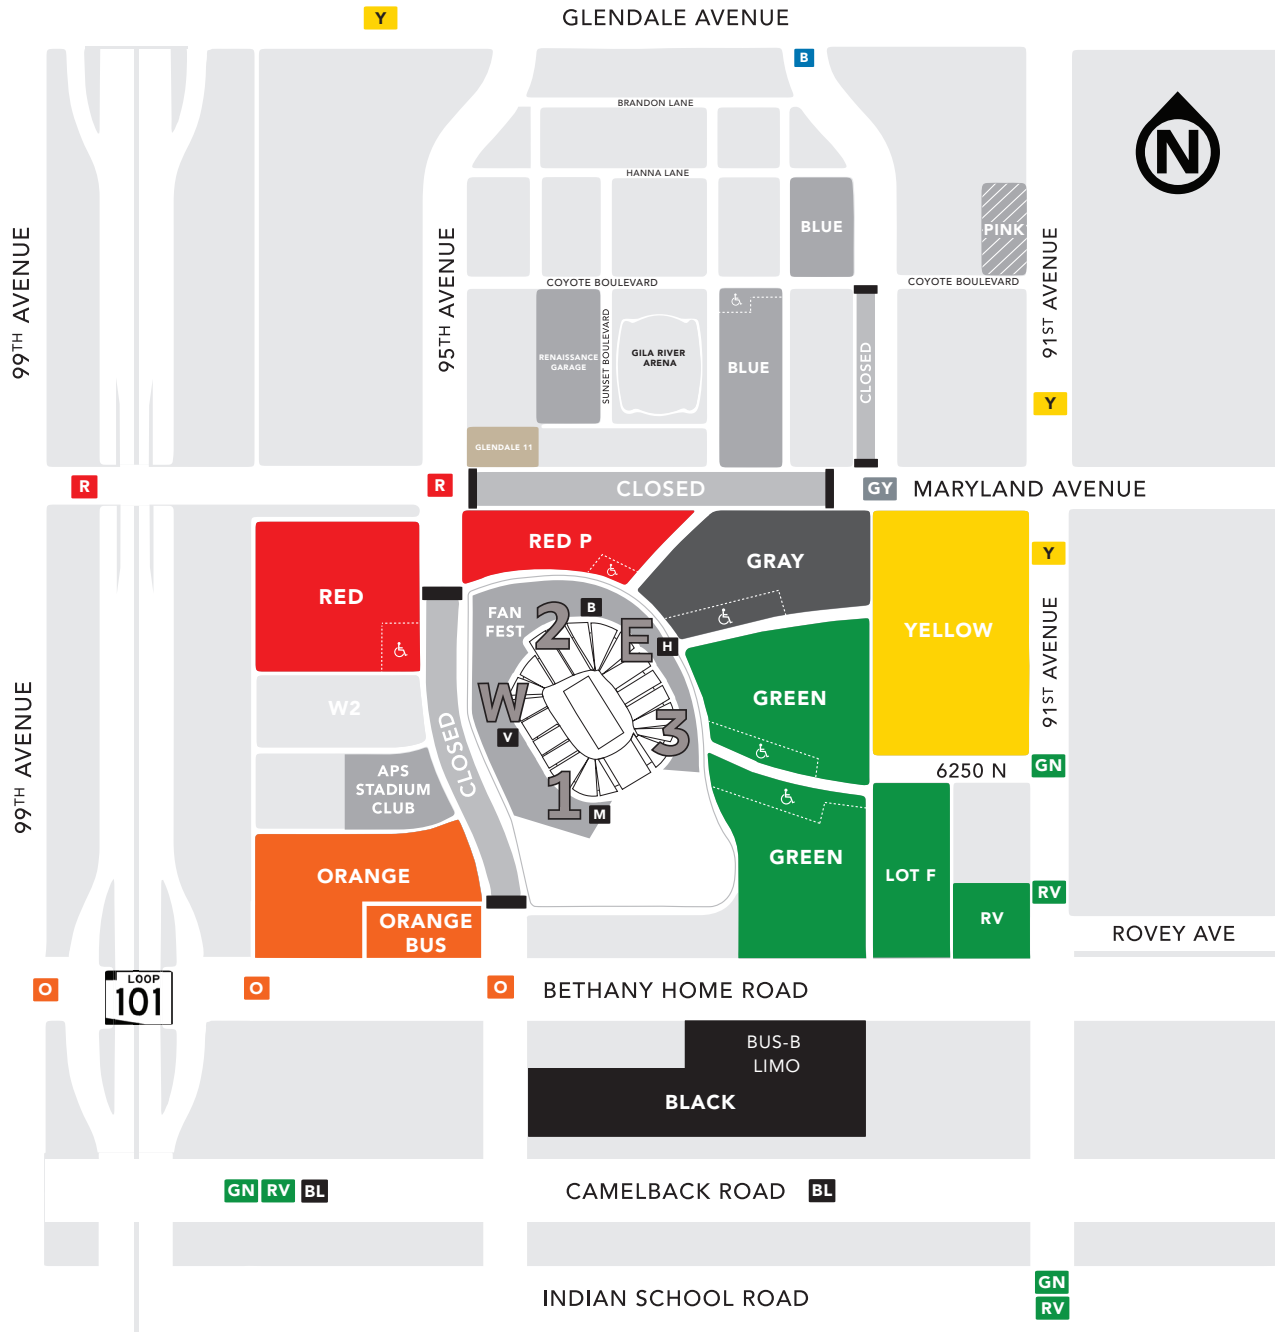 Y
GLENDALE AVENUE
B
BRANDON LANE
HANNA LANE
N
BLUE
PINK
99TH AVENUE
95TH AVENUE
91ST AVENUE
COYOTE BOULEVARD
COYOTE BOULEVARD
RENAISSANCE
GARAGE
SUNSET BOULEVARD
GILA RIVER
ARENA
BLUE
CLOSED
Y
GLENDALE 11
R
R
CLOSED
GY
MARYLAND AVENUE
RED P
GRAY
Y
RED
FAN
FEST
2
B
E
H
YELLOW
91ST AVENUE
W2
W
V
3
GREEN
99TH AVENUE
CLOSED
APS
STADIUM
CLUB
1
M
6250 N
GN
ORANGE
GREEN
LOT F
RV
ORANGE
BUS
RV
ROVEY AVE
O
LOOP
101
O
O
BETHANY HOME ROAD
BUS-B
LIMO
BLACK
GN
RV
BL
CAMELBACK ROAD
BL
INDIAN SCHOOL ROAD
GN
RV